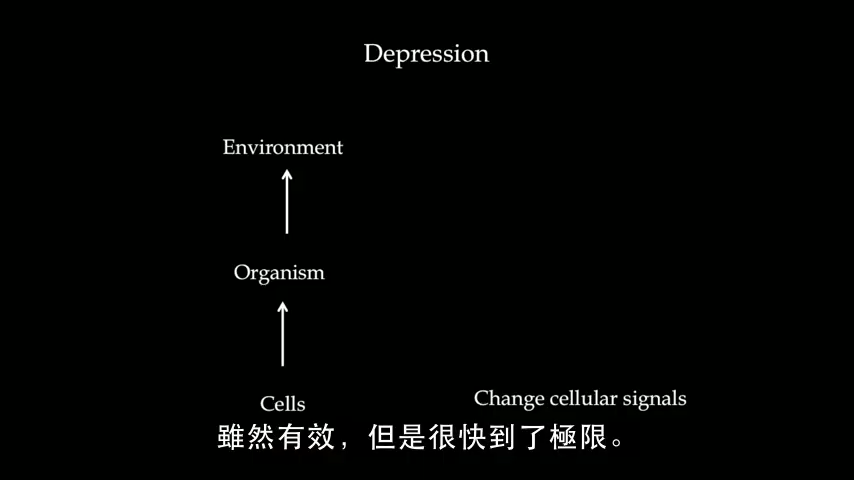 Depression
Environment
Organism
Cells
Change cellular signals
雖然有效，但是很快到了極限。